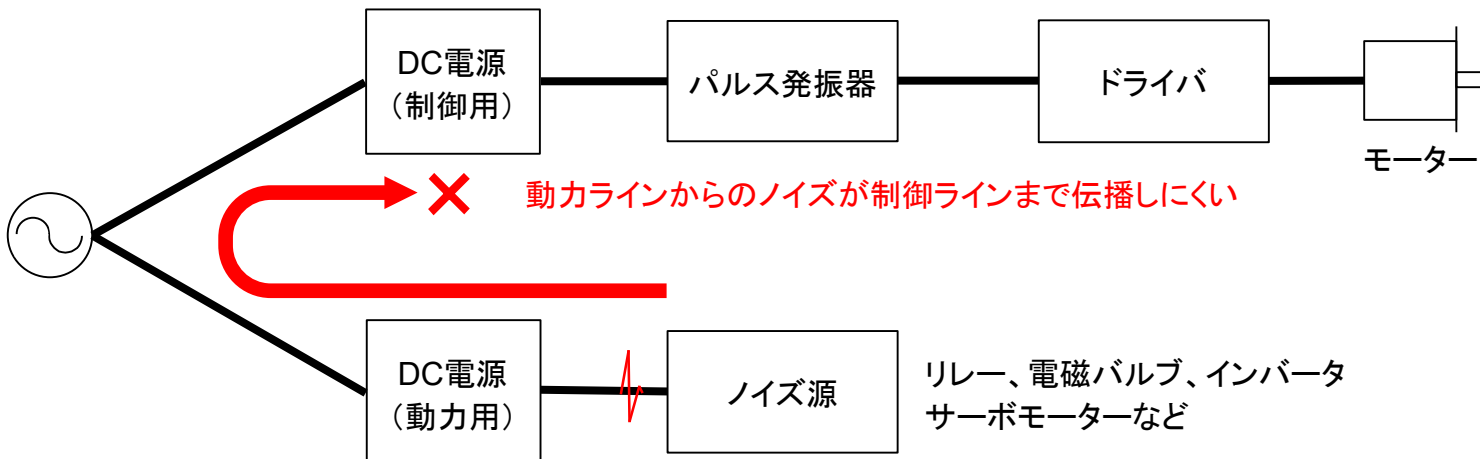 DC電源
（制御用）
パルス発振器
ドライバ
モーター
動力ラインからのノイズが制御ラインまで伝播しにくい
DC電源
（動力用）
ノイズ源
リレー、電磁バルブ、インバータ
サーボモーターなど